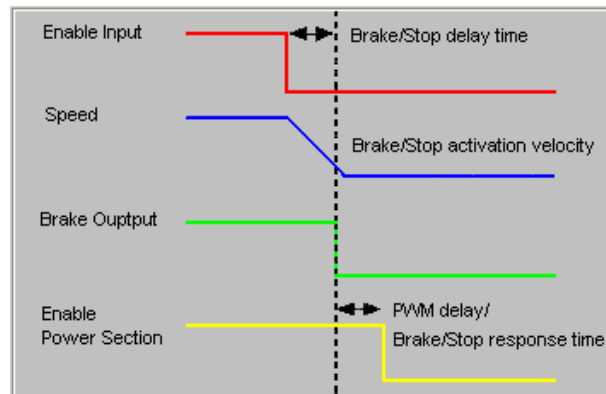 Enable Input
Brake/Stop delay time
Speed
Brake/Stop activation velocity
Brake Ouptput
Enable
Power Section
PWM delay/
Brake/Stop response time